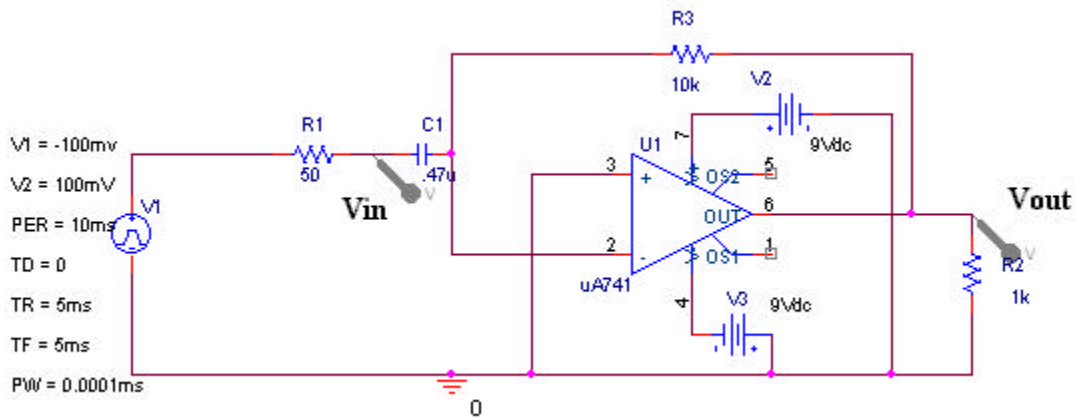 R3
10k
V2
9Vdc
R1
50
C1
.47u
V1 = -100mv
V2 = 100mV
PER = 10ms
TD = 0
TR = 5ms
TF = 5ms
PW = 0.0001ms
V1
Vin
V
U1
7
3
+
OS2
5
OUT
6
2
-
OS1
1
uA741
4
V3
9Vdc
Vout
V
R2
1k
0